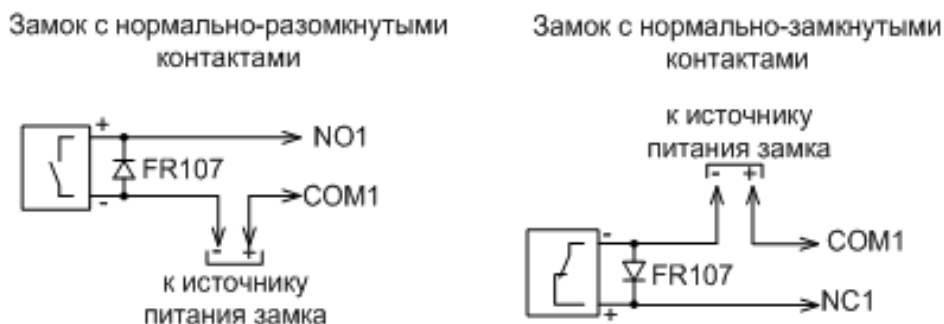 Замок с нормально-разомкнутыми
контактами
+
NO1
FR107
-
COM1
- +
к источнику
питания замка
Замок с нормально-замкнутыми
контактами
к источнику
питания замка
- +
-
COM1
FR107
+
NC1